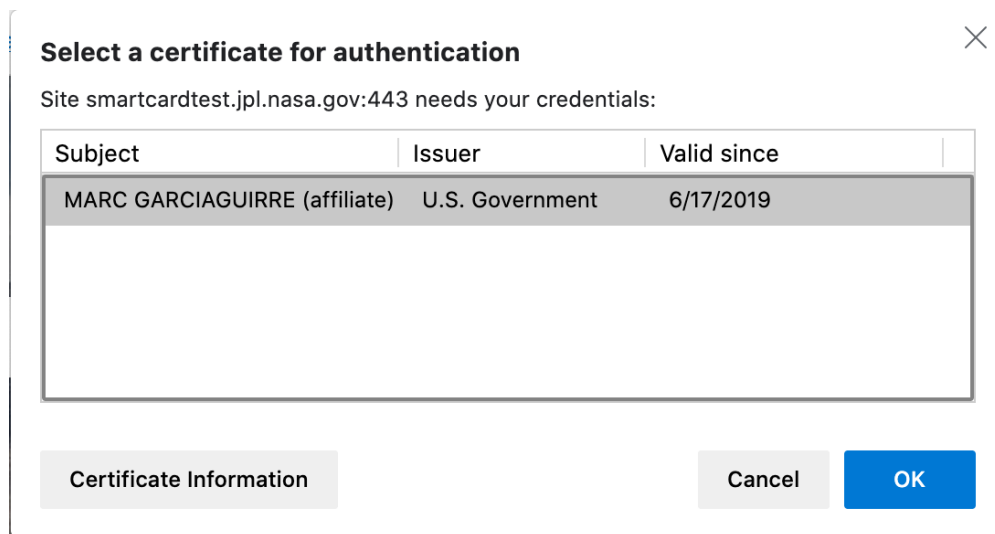 Select a certificate for authentication
Site smartcardtest.jpl.nasa.gov:443 needs your credentials:
Subject Issuer Valid since
MARC GARCIAGUIRRE (affiliate) U.S. Government 6/17/2019
Certificate Information Cancel OK